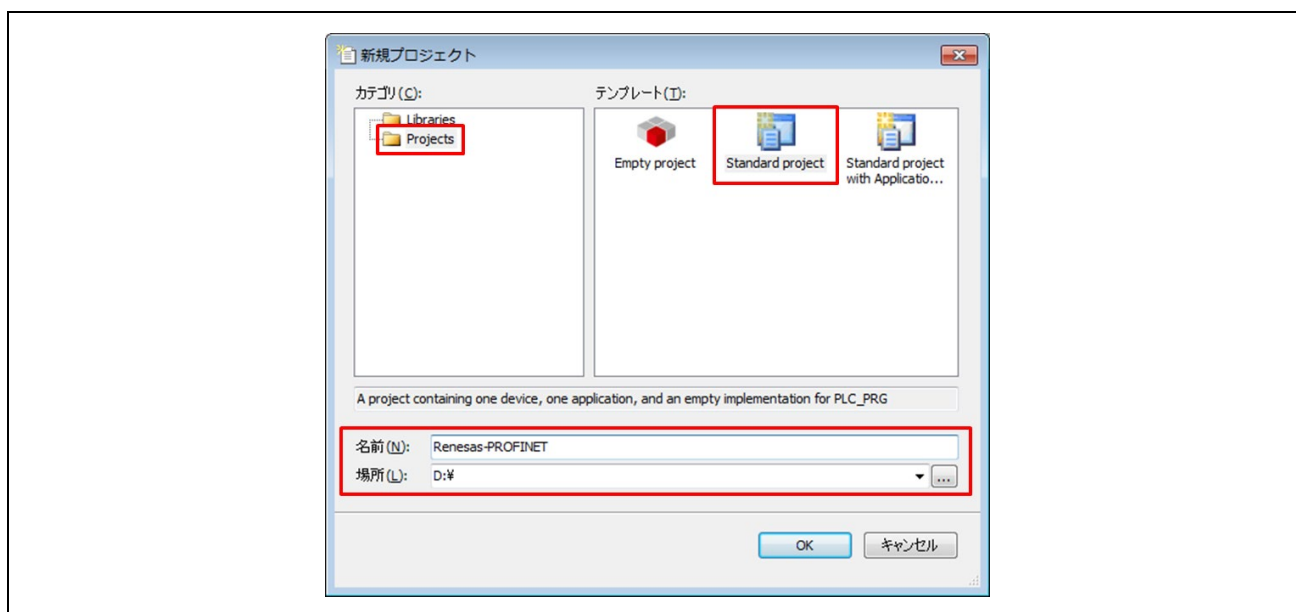 新規プロジェクト
カテゴリ(C):
テンプレート(T):
Libraries
Projects
Empty project
Standard project
Standard project
with Applicatio...
A project containing one device, one application, and an empty implementation for PLC_PRG
名前(N): Renesas-PROFINET
場所(L): D:¥
...
OK
キャンセル